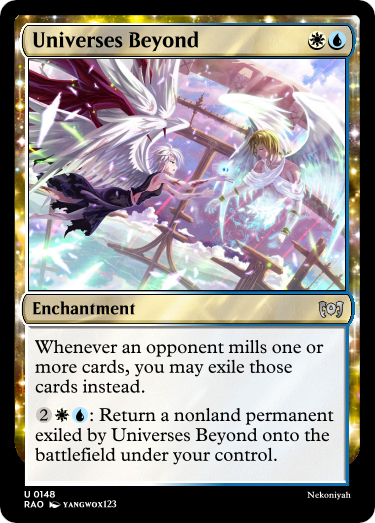 Universes Beyond
Enchantment
Whenever an opponent mills one or
more cards, you may exile those
cards instead.
2 : Return a nonland permanent
exiled by Universes Beyond onto the
battlefield under your control.
U 0148
Nekoniyah
RAO YANGWOX123